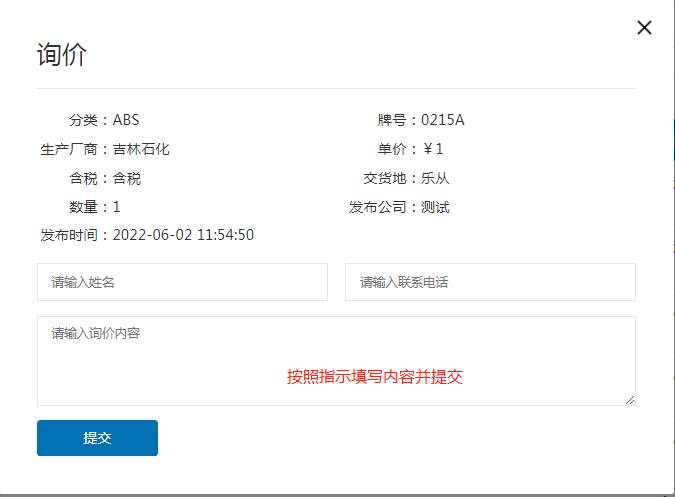 询价
分类：ABS 牌号：0215A
生产厂商：吉林石化 单价：￥1
含税：含税 交货地：乐从
数量：1 发布公司：测试
发布时间：2022-06-02 11:54:50
请输入姓名 请输入联系电话
请输入询价内容
按照指示填写内容并提交
提交